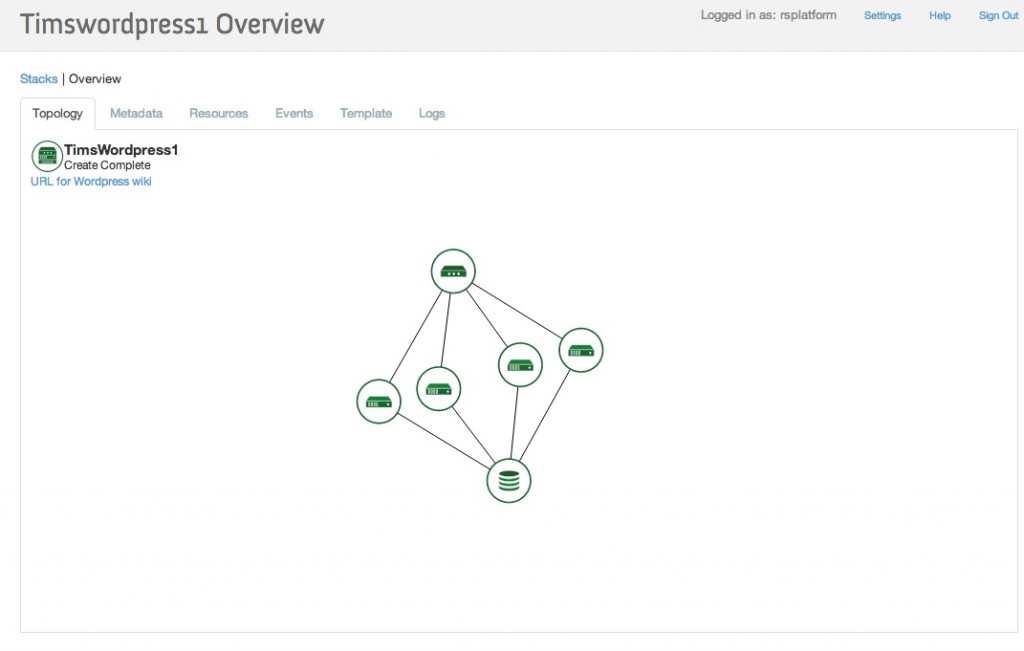 Timswordpress1 Overview
Logged in as: rsplatform Settings Help Sign Out
Stacks | Overview
Topology Metadata Resources Events Template Logs
TimsWordpress1
Create Complete
URL for Wordpress wiki